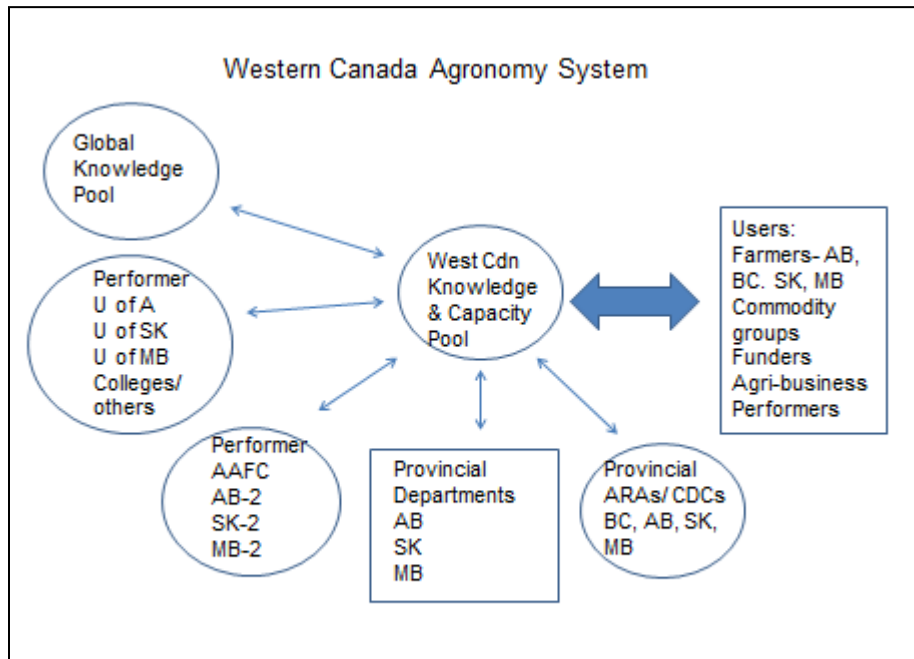 Western Canada Agronomy System
Global
Knowledge
Pool
Performer
U of A
U of SK
U of MB
Colleges/
others
West Cdn
Knowledge
& Capacity
Pool
Users:
Farmers- AB,
BC. SK, MB
Commodity
groups
Funders
Agri-business
Performers
Performer
AAFC
AB-2
SK-2
MB-2
Provincial
Departments
AB
SK
MB
Provincial
ARAs/ CDCs
BC, AB, SK,
MB